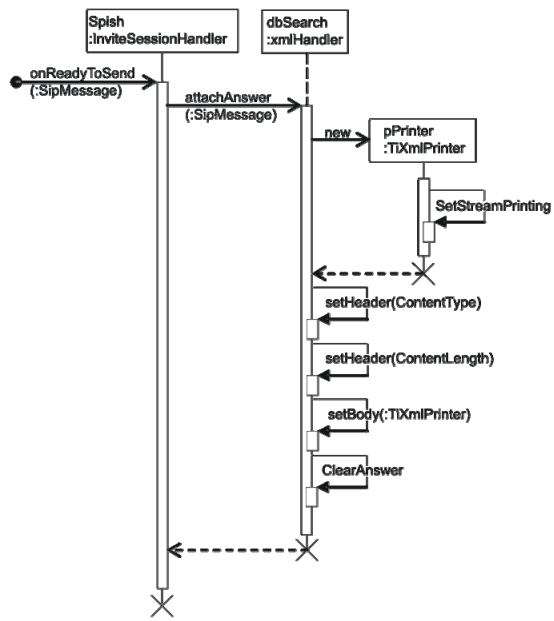 Spish
:InviteSessionHandler
dbSearch
:xmlHandler
onReadyToSend
(:SipMessage)
attachAnswer
(:SipMessage)
new
pPrinter
:TiXmlPrinter
SetStreamPrinting
setHeader(ContentType)
setHeader(ContentLength)
setBody(:TiXmlPrinter)
ClearAnswer